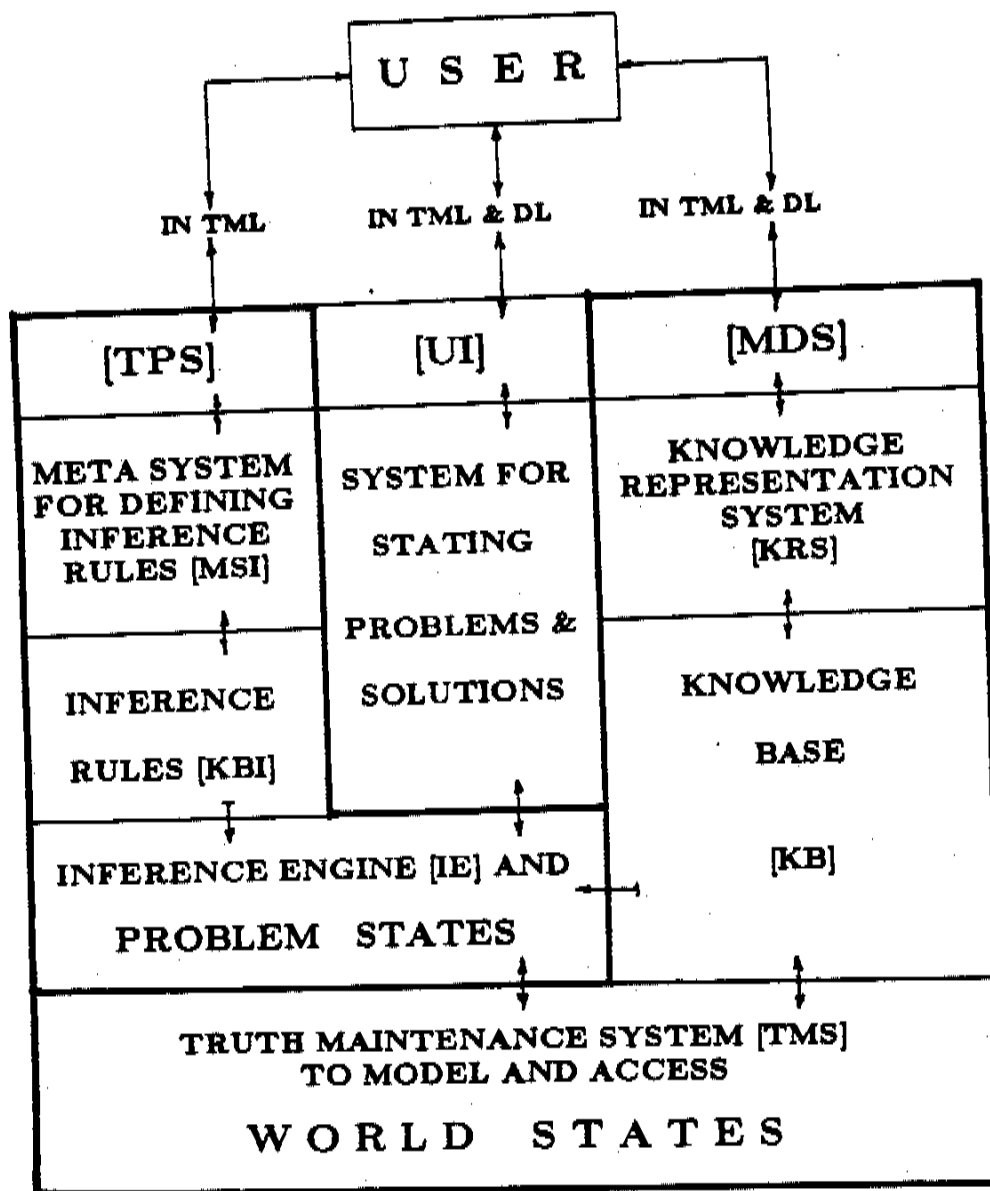 U S E R
IN TML
IN TML & DL
IN TML & DL
[TPS]
[UI]
[MDS]
META SYSTEM
FOR DEFINING
INFERENCE
RULES [MSI]
SYSTEM FOR
STATING
PROBLEMS &
SOLUTIONS
KNOWLEDGE
REPRESENTATION
SYSTEM
[KRS]
INFERENCE
RULES [KBI]
KNOWLEDGE
BASE
[KB]
INFERENCE ENGINE [IE] AND
PROBLEM STATES
TRUTH MAINTENANCE SYSTEM [TMS]
TO MODEL AND ACCESS
W O R L D S T A T E S